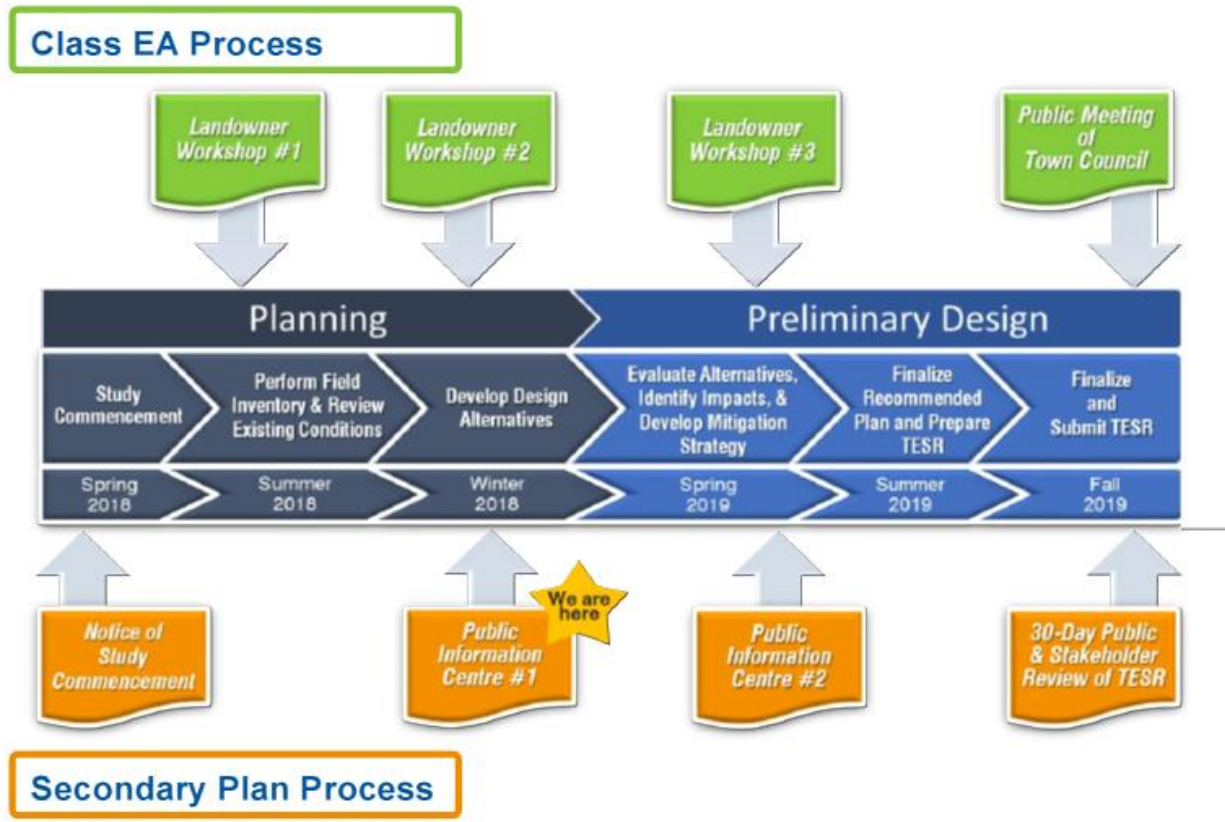 Class EA Process
Landowner
Workshop #1
Landowner
Workshop #2
Landowner
Workshop #3
Public Meeting
of
Town Council
Planning
Preliminary Design
Study
Commencement
Perform Field
Inventory & Review
Existing Conditions
Develop Design
Alternatives
Evaluate Alternatives,
Identify Impacts, &
Develop Mitigation
Strategy
Finalize
Recommended
Plan and Prepare
TESR
Finalize
and
Submit TESR
Spring
2018
Summer
2018
Winter
2018
Spring
2019
Summer
2019
Fall
2019
Notice of
Study
Commencement
Public
Information
Centre #1
We are
here
Public
Information
Centre #2
30-Day Public
& Stakeholder
Review of TESR
Secondary Plan Process